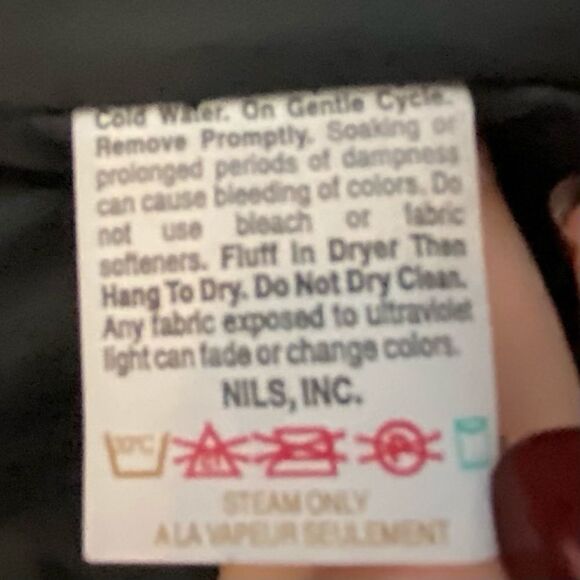 Cold Water. On Gentle Cycle.
Remove Promptly. Soaking or
prolonged periods of dampness
can cause bleeding of colors. Do
not use bleach or fabric
softeners. Fluff In Dryer Then
Hang To Dry. Do Not Dry Clean.
Any fabric exposed to ultraviolet
light can fade or change colors.
NILS, INC.
30°C CL P
STEAM ONLY
A LA VAPEUR SEULEMENT